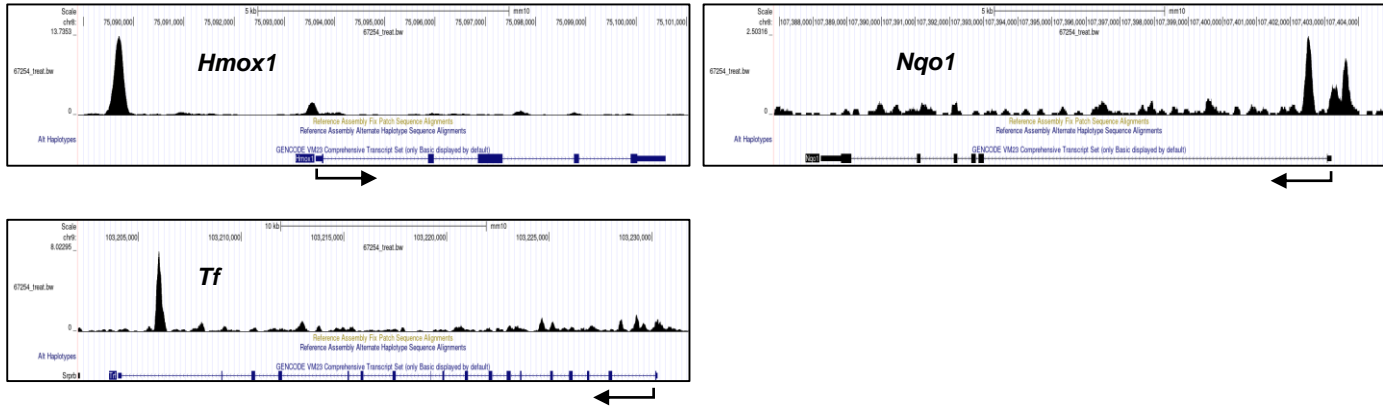 Scale
5 kb
mm10
chr8:
75,090,000
75,091,000
75,092,000
75,093,000
75,094,000
75,095,000
75,096,000
75,097,000
75,098,000
75,099,000
75,100,000
75,101,000
13.7353 _
67254_treat.bw
Hmox1
67254_treat.bw
0 _
Reference Assembly Fix Patch Sequence Alignments
Reference Assembly Alternate Haplotype Sequence Alignments
Alt Haplotypes
GENCODE VM23 Comprehensive Transcript Set (only Basic displayed by default)
Hmox1
Scale
5 kb
mm10
chr8:
107,388,000
107,389,000
107,390,000
107,391,000
107,392,000
107,393,000
107,394,000
107,395,000
107,396,000
107,397,000
107,398,000
107,399,000
107,400,000
107,401,000
107,402,000
107,403,000
107,404,000
2.50316 _
67254_treat.bw
Nqo1
67254_treat.bw
0 _
Reference Assembly Fix Patch Sequence Alignments
Reference Assembly Alternate Haplotype Sequence Alignments
Alt Haplotypes
GENCODE VM23 Comprehensive Transcript Set (only Basic displayed by default)
Nqo1
Scale
10 kb
mm10
chr9:
103,205,000
103,210,000
103,215,000
103,220,000
103,225,000
103,230,000
8.02295 _
67254_treat.bw
Tf
67254_treat.bw
0 _
Reference Assembly Fix Patch Sequence Alignments
Reference Assembly Alternate Haplotype Sequence Alignments
Alt Haplotypes
GENCODE VM23 Comprehensive Transcript Set (only Basic displayed by default)
Srprb
Trf